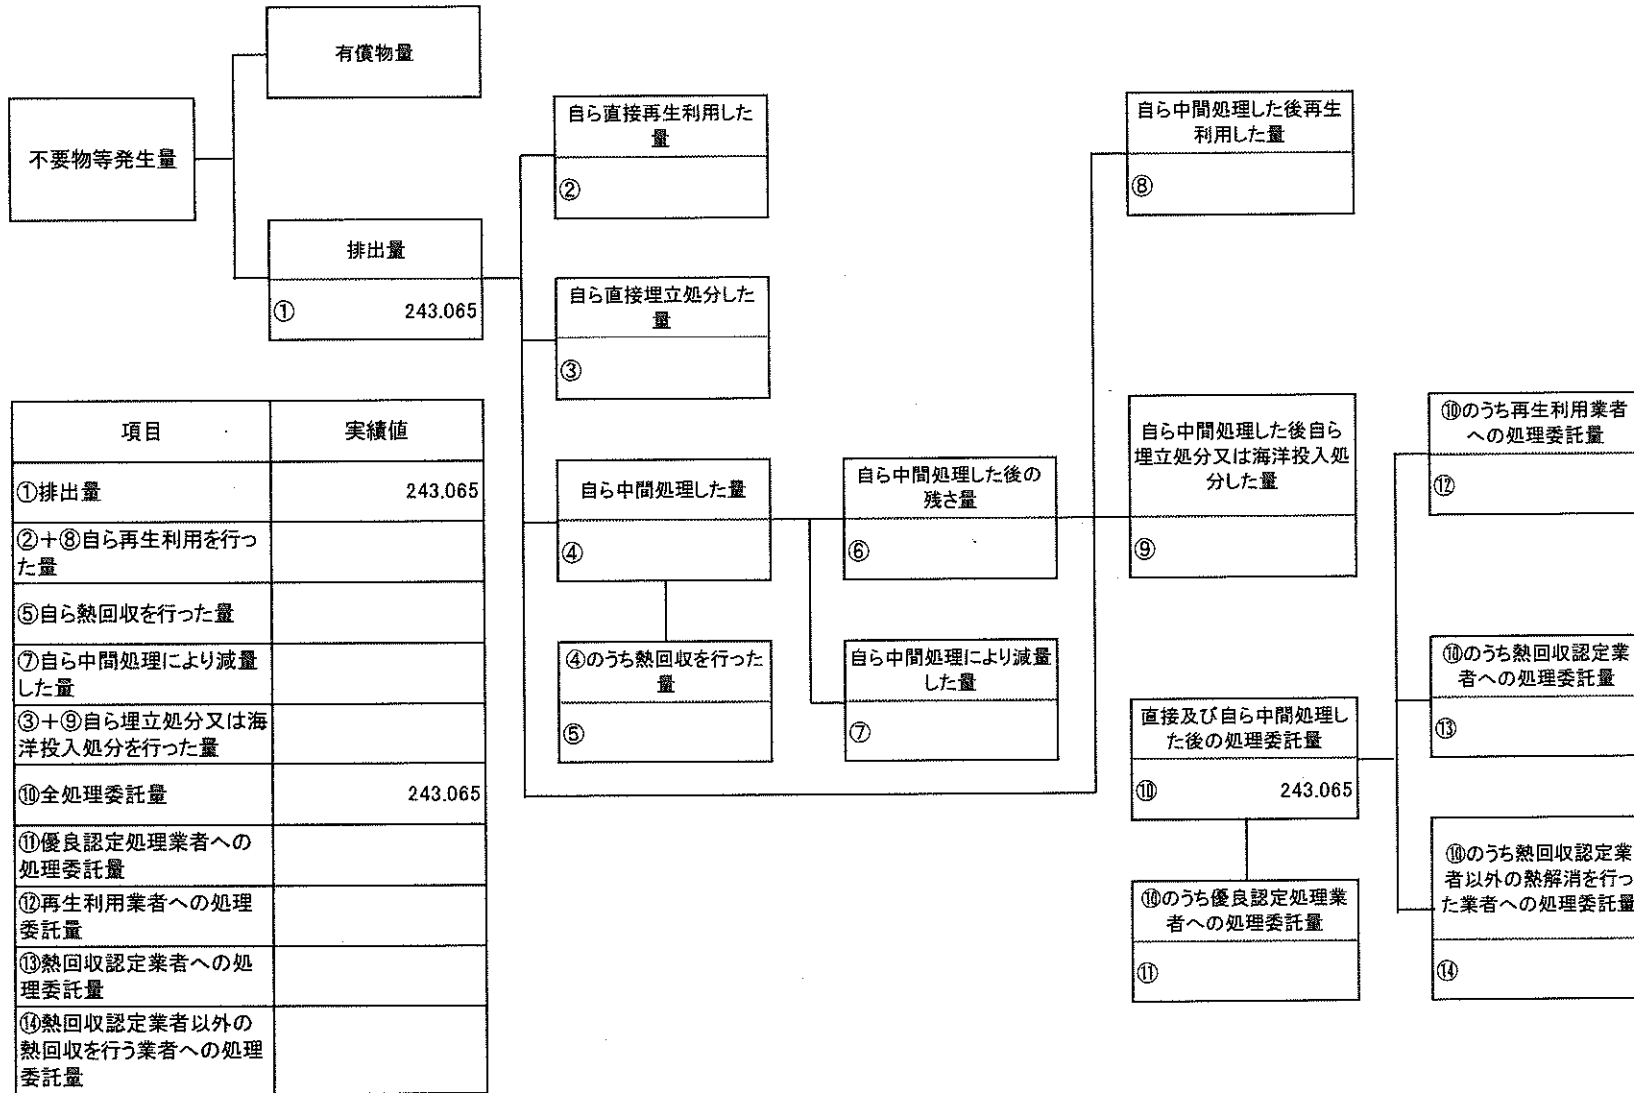 有償物量
不要物等発生量
排出量
① 243.065
自ら直接再生利用した
量
②
自ら直接埋立処分した
量
③
自ら中間処理した量
④
④のうち熱回収を行った
量
⑤
自ら中間処理した後の
残さ量
⑥
自ら中間処理により減量
した量
⑦
自ら中間処理した後再生
利用した量
⑧
自ら中間処理した後自ら
埋立処分又は海洋投入処
分した量
⑨
直接及び自ら中間処理し
た後の処理委託量
⑩ 243.065
⑩のうち優良認定処理業
者への処理委託量
⑪
⑩のうち再生利用業者
への処理委託量
⑫
⑩のうち熱回収認定業
者への処理委託量
⑬
⑩のうち熱回収認定業
者以外の熱解消を行っ
た業者への処理委託量
⑭
項目 実績値
①排出量 243.065
②+⑧自ら再生利用を行っ
た量
⑤自ら熱回収を行った量
⑦自ら中間処理により減量
した量
③+⑨自ら埋立処分又は海
洋投入処分を行った量
⑩全処理委託量 243.065
⑪優良認定処理業者への
処理委託量
⑫再生利用業者への処理
委託量
⑬熱回収認定業者への処
理委託量
⑭熱回収認定業者以外の
熱回収を行う業者への処理
委託量